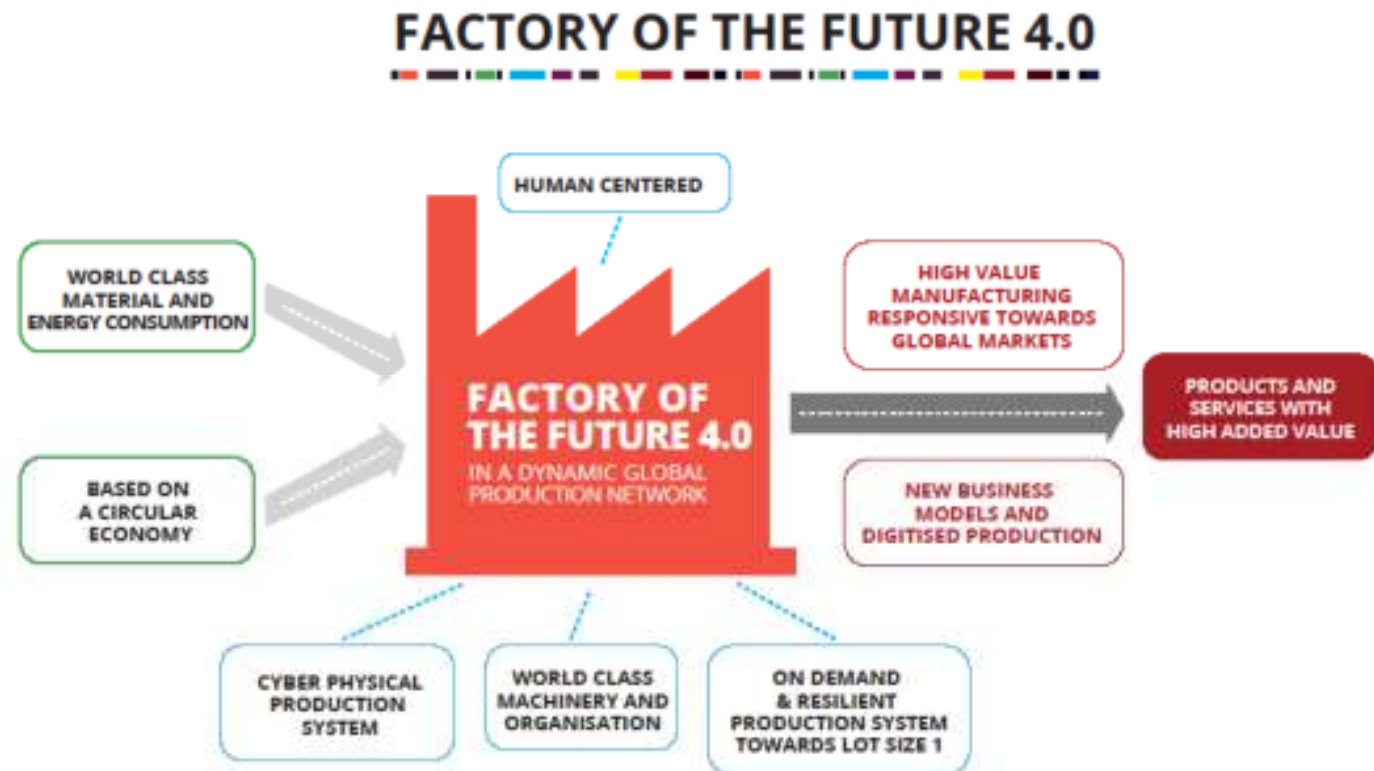 FACTORY OF THE FUTURE 4.0
HUMAN CENTERED
WORLD CLASS
MATERIAL AND
ENERGY CONSUMPTION
BASED ON
A CIRCULAR
ECONOMY
FACTORY OF
THE FUTURE 4.0
IN A DYNAMIC GLOBAL
PRODUCTION NETWORK
HIGH VALUE
MANUFACTURING
RESPONSIVE TOWARDS
GLOBAL MARKETS
NEW BUSINESS
MODELS AND
DIGITISED PRODUCTION
PRODUCTS AND
SERVICES WITH
HIGH ADDED VALUE
CYBER PHYSICAL
PRODUCTION
SYSTEM
WORLD CLASS
MACHINERY AND
ORGANISATION
ON DEMAND
& RESILIENT
PRODUCTION SYSTEM
TOWARDS LOT SIZE 1